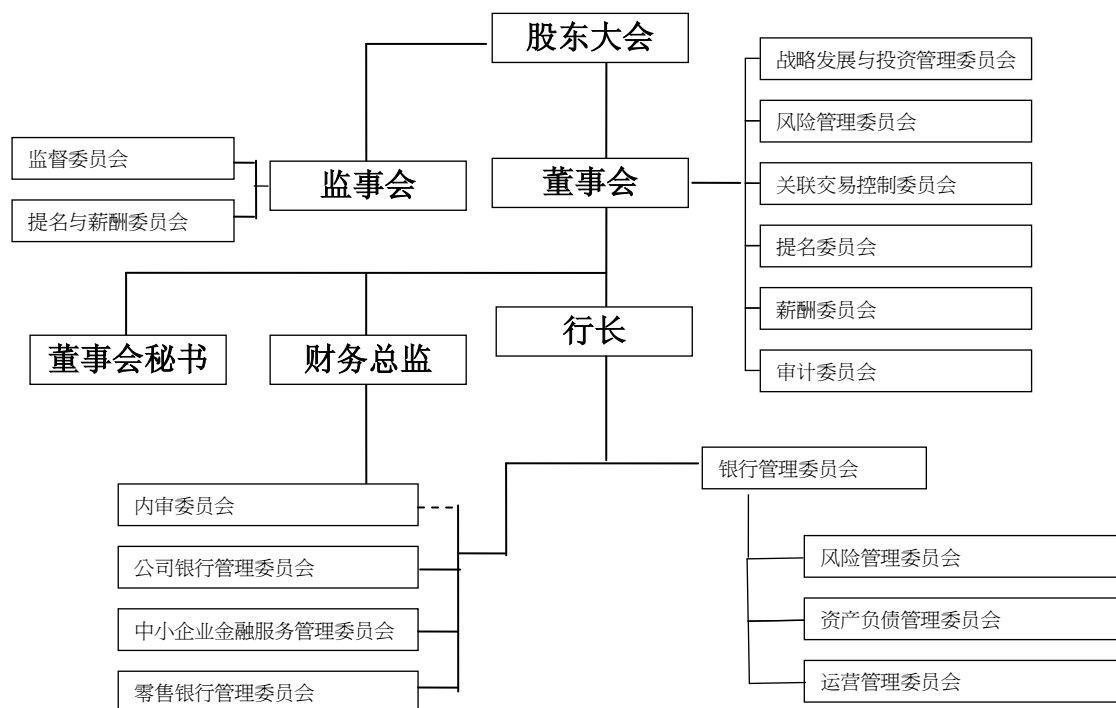 股东大会
战略发展与投资管理委员会
风险管理委员会
监督委员会
监事会
董事会
关联交易控制委员会
提名与薪酬委员会
提名委员会
行长
薪酬委员会
董事会秘书
财务总监
审计委员会
银行管理委员会
内审委员会
风险管理委员会
公司银行管理委员会
资产负债管理委员会
中小企业金融服务管理委员会
运营管理委员会
零售银行管理委员会